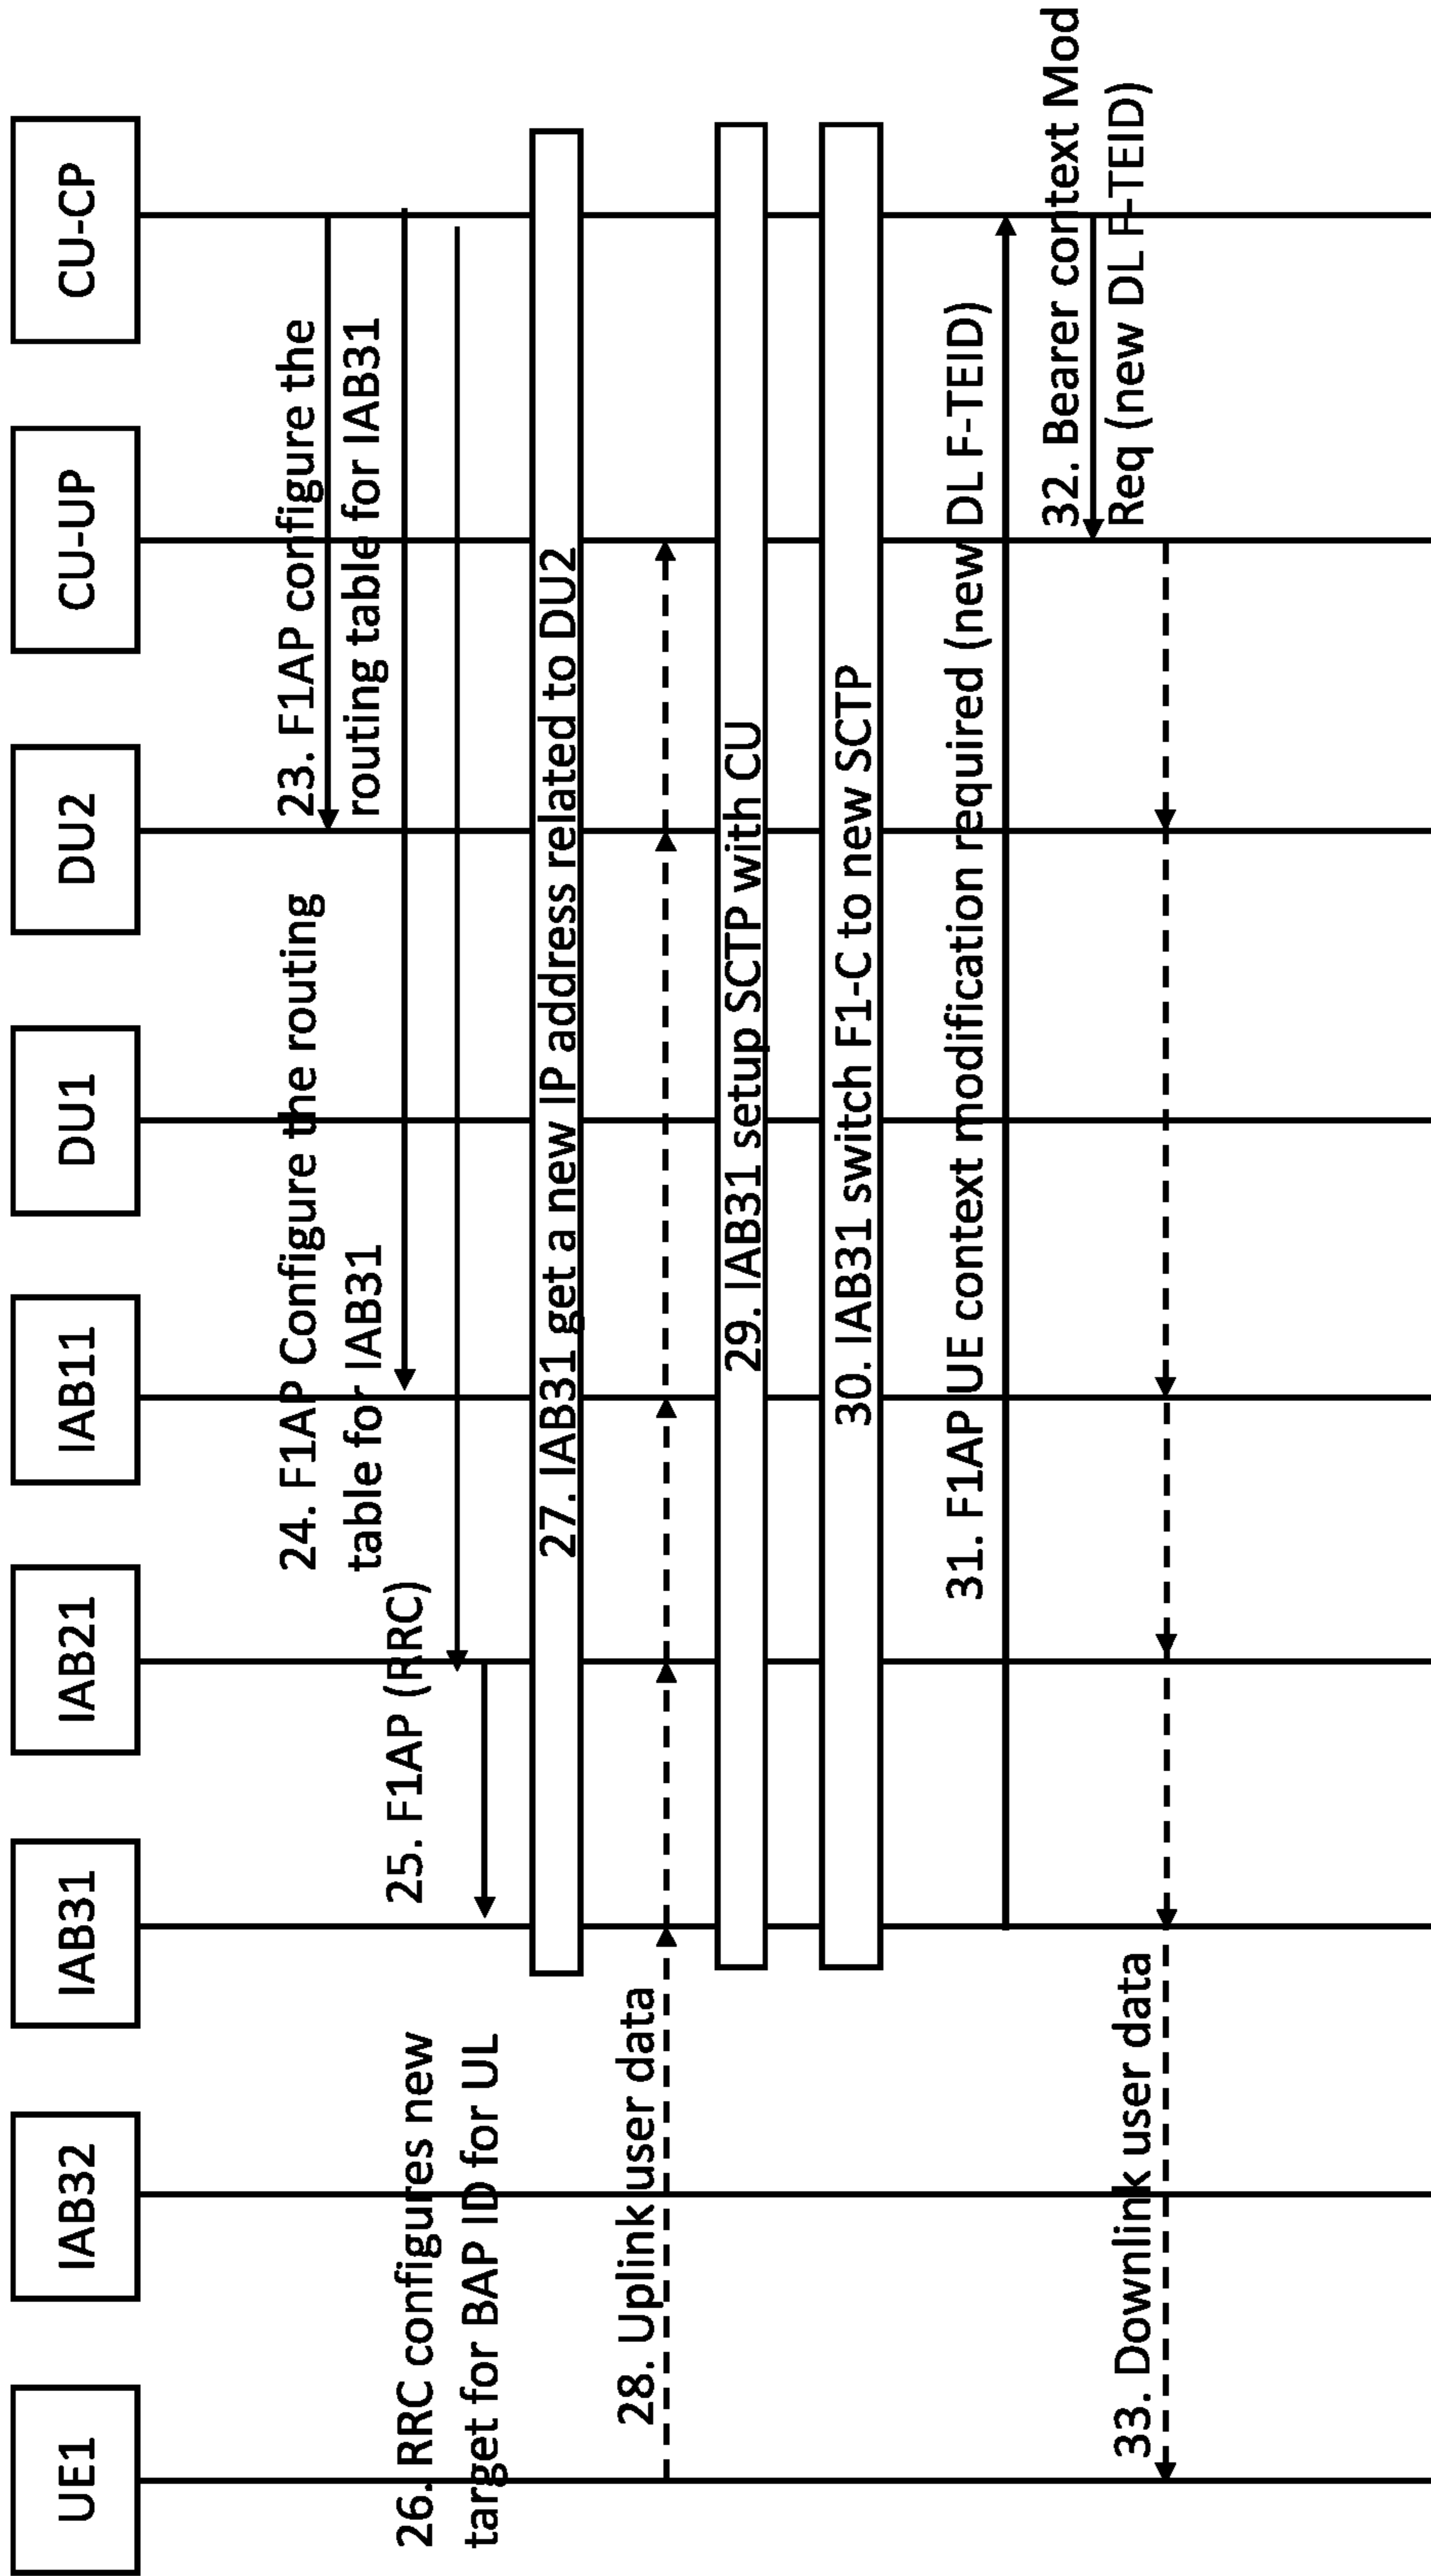 UE1
IAB32
IAB31
IAB21
IAB11
DU1
DU2
CU-UP
CU-CP
23. F1AP configure the
routing table for IAB31
24. F1AP Configure the routing
table for IAB31
25. F1AP (RRC)
26. RRC configures new
target for BAP ID for UL
27. IAB31 get a new IP address related to DU2
28. Uplink user data
29. IAB31 setup SCTP with CU
30. IAB31 switch F1-C to new SCTP
31. F1AP UE context modification required (new DL F-TEID)
32. Bearer context Mod
Req (new DL F-TEID)
33. Downlink user data